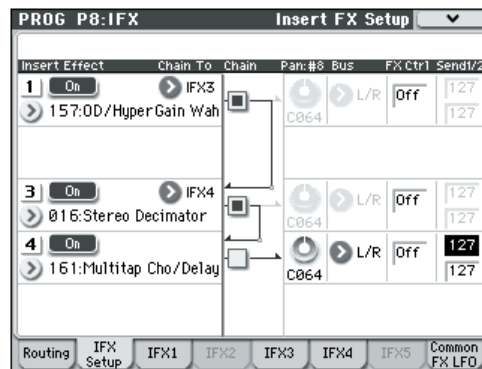 PROG P8:IFX Insert FX Setup
Insert Effect Chain To Chain Pan:#8 Bus FX Ctrl Send1/2
1 On IFX3 L/R Off 127
157:OD/HyperGain Wah C064 127
3 On IFX4 L/R Off 127
016:Stereo Decimator C064 127
4 On L/R Off 127
161:Multitap Cho/Delay C064 127
Routing IFX Setup IFX1 IFX2 IFX3 IFX4 IFX5 Common FX LFO